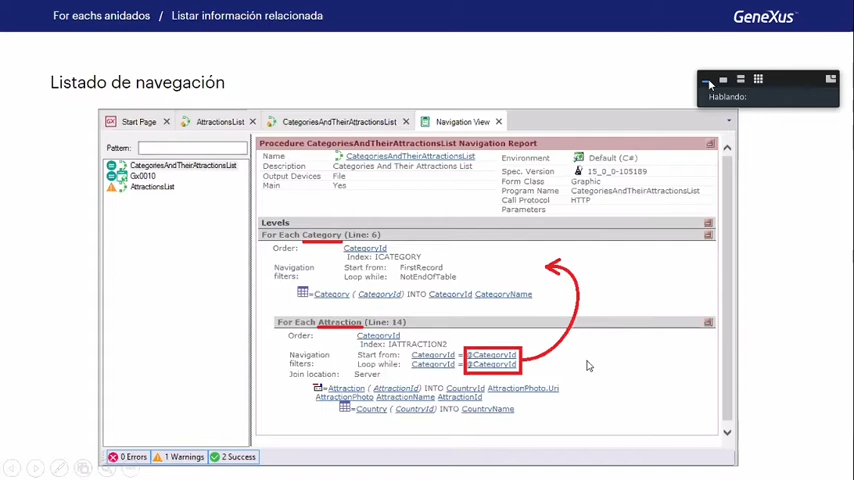 For eachs anidados / Listar información relacionada
GeneXus
Listado de navegación
Hablando:
Start Page
AttractionsList
CategoriesAndTheirAttractionsList
Navigation View
Pattern:
CategoriesAndTheirAttractionsList
Gx0010
AttractionsList
Procedure CategoriesAndTheirAttractionsList Navigation Report
Name CategoriesAndTheirAttractionsList
Description Categories And Their Attractions List
Output Devices File
Main Yes
Environment Default (C#)
Spec. Version 15_0_0-105189
Form Class Graphic
Program Name CategoriesAndTheirAttractionsList
Call Protocol HTTP
Parameters
Levels
For Each Category (Line: 6)
Order: CategoryId
Index: ICATEGORY
Navigation Start from: FirstRecord
filters: Loop while: NotEndOfTable
=Category ( CategoryId) INTO CategoryId CategoryName
For Each Attraction (Line: 14)
Order: CategoryId
Index: IATTRACTION2
Navigation Start from: CategoryId = @CategoryId
filters: Loop while: CategoryId = @CategoryId
Join location: Server
=Attraction ( AttractionId) INTO CountryId AttractionPhoto.Uri
AttractionPhoto AttractionName AttractionId
=Country ( CountryId) INTO CountryName
0 Errors 1 Warnings 2 Success